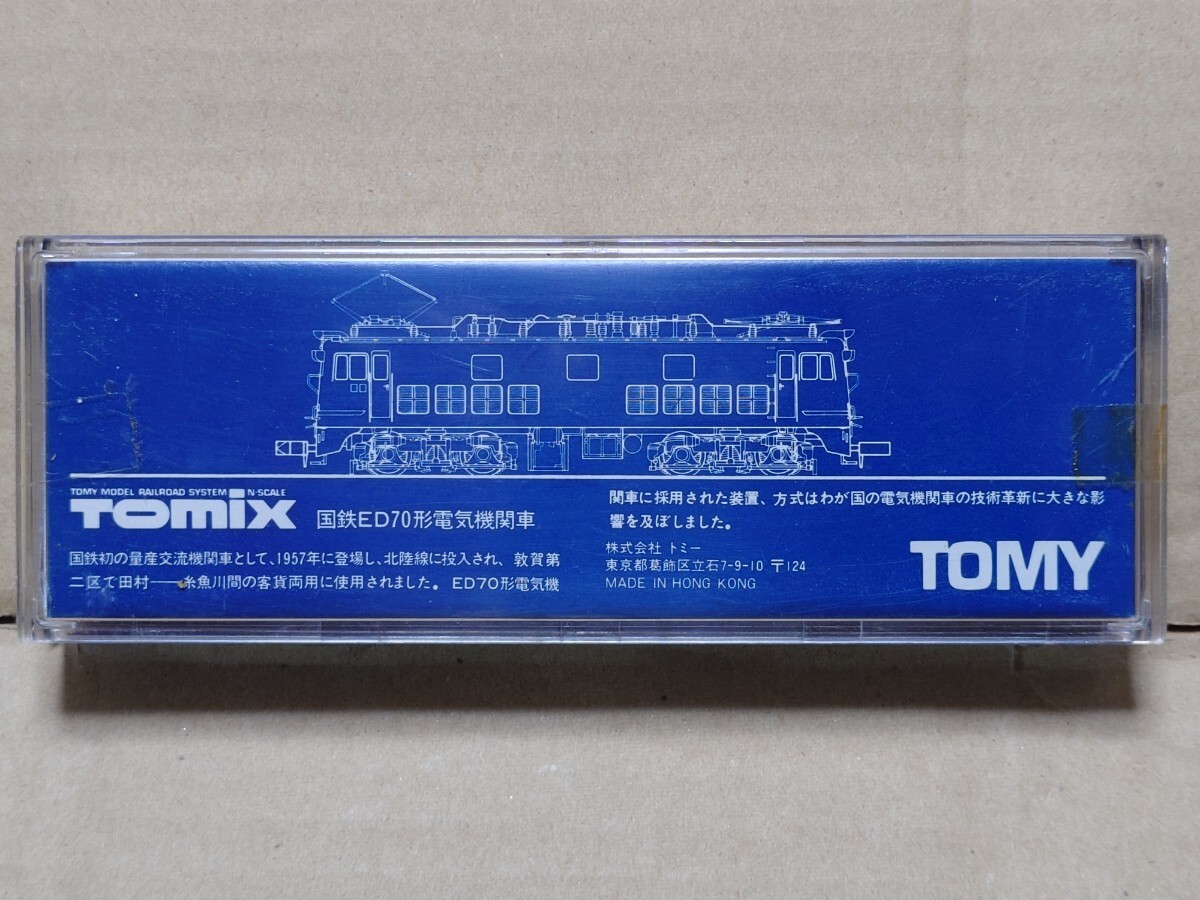 TOMY MODEL RAILROAD SYSTEM N-SCALE
TOMIX 国鉄ED70形電気機関車
国鉄初の量産交流機関車として、1957年に登場し、北陸線に投入され、敦賀第
二区で田村――糸魚川間の客貨両用に使用されました。ED70形電気機
関車に採用された装置、方式はわが国の電気機関車の技術革新に大きな影
響を及ぼしました。
株式会社 トミー
東京都葛飾区立石7-9-10 〒124
MADE IN HONG KONG
TOMY